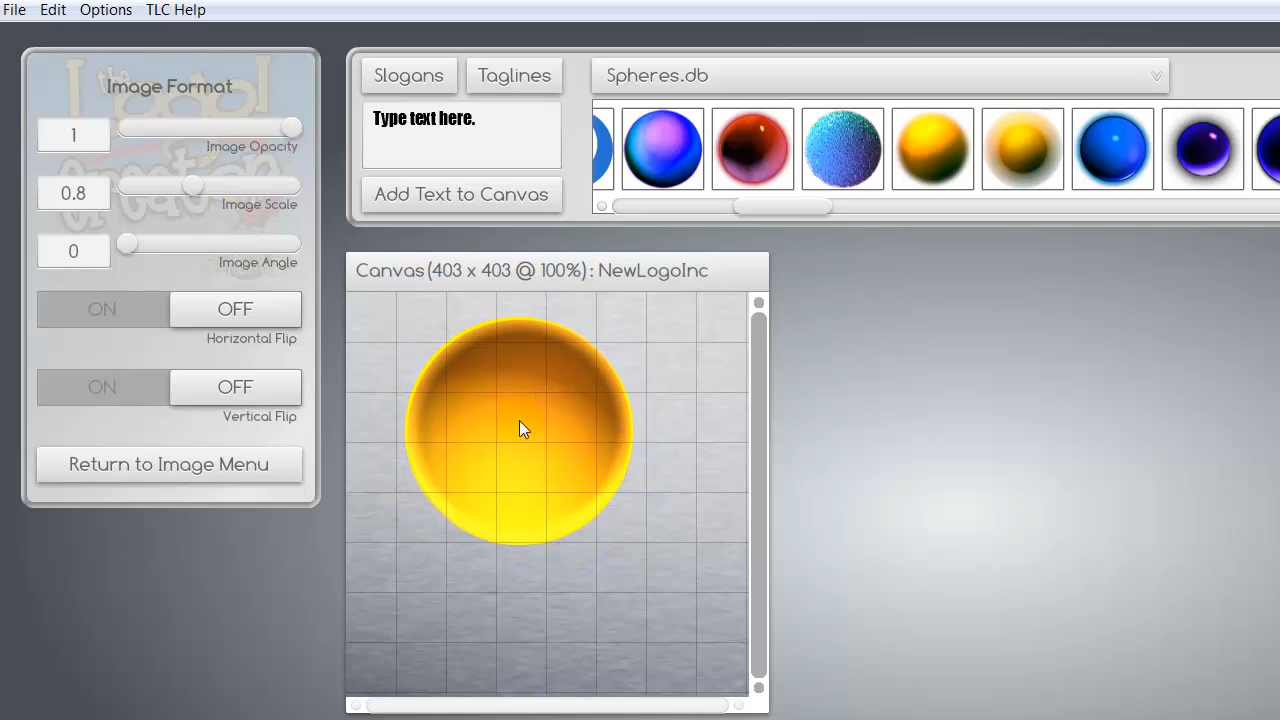 File Edit Options TLC Help
Image Format
1
Image Opacity
0.8
Image Scale
0
Image Angle
ON OFF
Horizontal Flip
ON OFF
Vertical Flip
Return to Image Menu
Slogans Taglines
Type text here.
Add Text to Canvas
Spheres.db
Canvas (403 x 403 @ 100%) : NewLogoInc